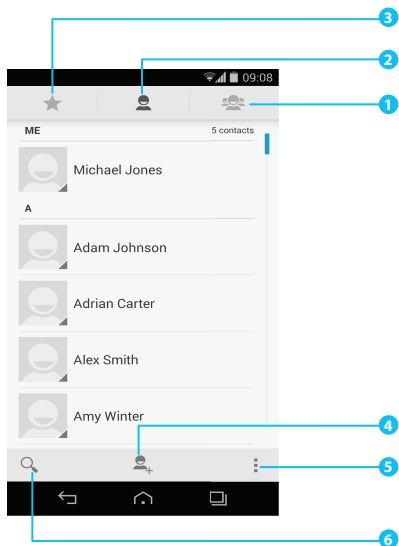 3
2
09:08
1
ME 5 contacts
Michael Jones
A
Adam Johnson
Adrian Carter
Alex Smith
Amy Winter
4
5
6